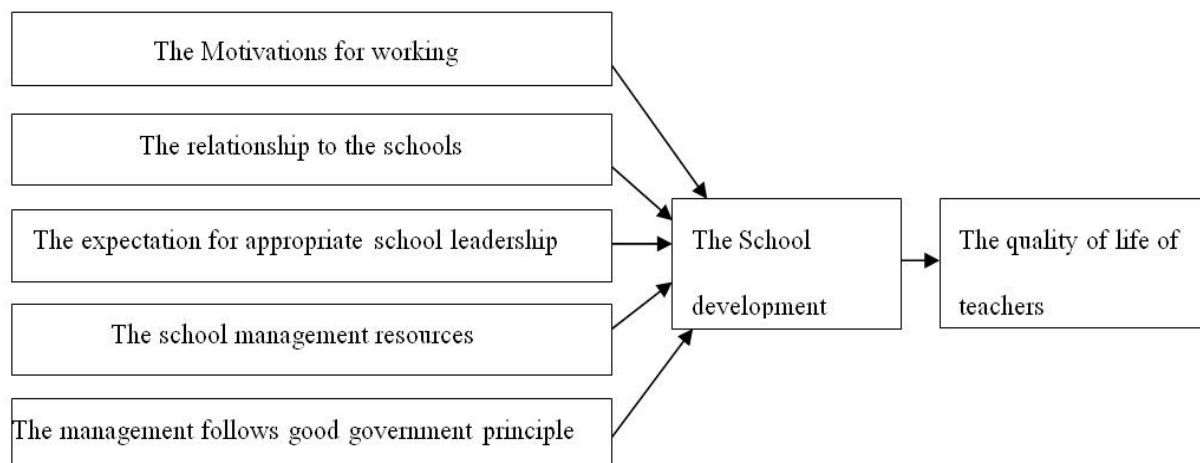 The Motivations for working
The relationship to the schools
The expectation for appropriate school leadership
The school management resources
The management follows good government principle
The School
development
The quality of life of
teachers